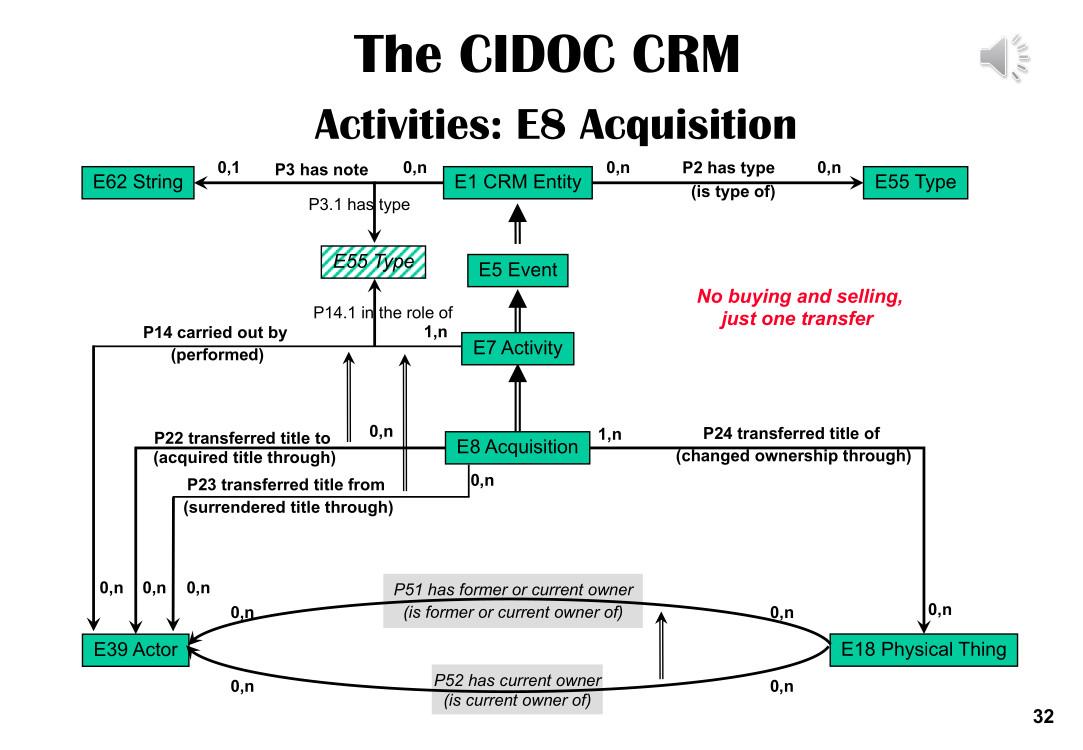 The CIDOC CRM
Activities: E8 Acquisition
E62 String
0,1
P3 has note
0,n
E1 CRM Entity
0,n
P2 has type
(is type of)
0,n
E55 Type
P3.1 has type
E55 Type
E5 Event
No buying and selling,
just one transfer
P14.1 in the role of
P14 carried out by
(performed)
1,n
E7 Activity
P22 transferred title to
(acquired title through)
0,n
E8 Acquisition
1,n
P24 transferred title of
(changed ownership through)
P23 transferred title from
(surrendered title through)
0,n
0,n
0,n
0,n
0,n
P51 has former or current owner
(is former or current owner of)
0,n
0,n
E39 Actor
E18 Physical Thing
0,n
P52 has current owner
(is current owner of)
0,n
32